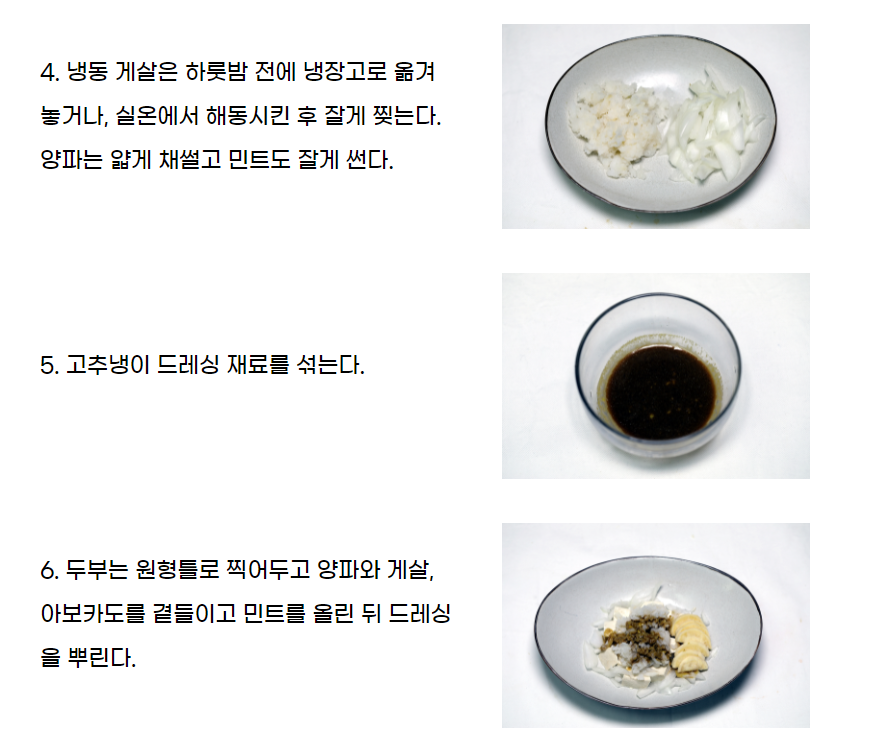 4. 냉동 게살은 하룻밤 전에 냉장고로 옮겨
놓거나, 실온에서 해동시킨 후 잘게 찢는다.
양파는 얇게 채썰고 민트도 잘게 썬다.
5. 고추냉이 드레싱 재료를 섞는다.
6. 두부는 원형틀로 찍어두고 양파와 게살,
아보카도를 곁들이고 민트를 올린 뒤 드레싱
을 뿌린다.